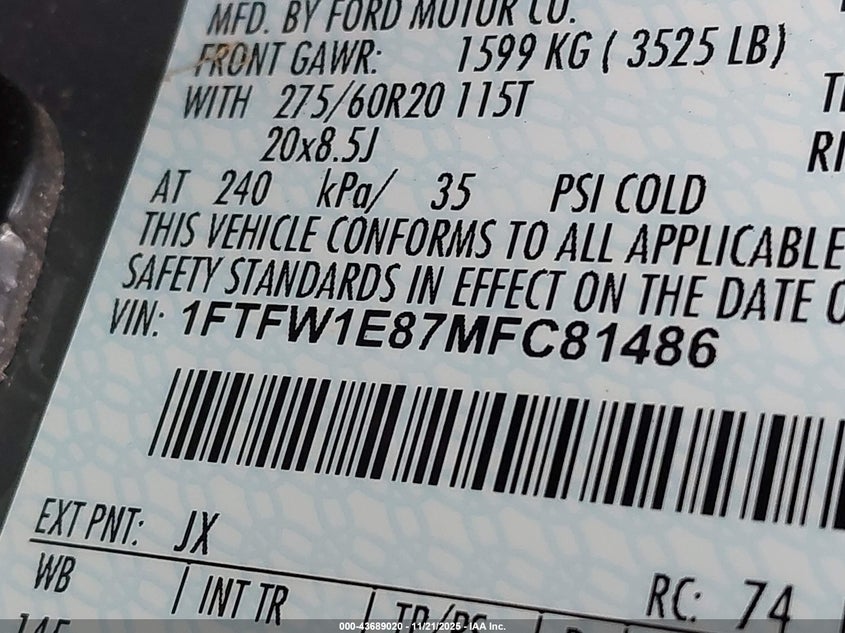 MFD. BY FORD MOTOR CO.
FRONT GAWR: 1599 KG ( 3525 LB)
WITH 275/60R20 115T
20x8.5J
AT 240 kPa/ 35 PSI COLD
THIS VEHICLE CONFORMS TO ALL APPLICABLE
SAFETY STANDARDS IN EFFECT ON THE DATE
VIN: 1FTFW1E87MFC81486
EXT PNT: JX
RC: 74
WB
INT TR
000-43689020 - 11/21/2025 - IAA Inc.